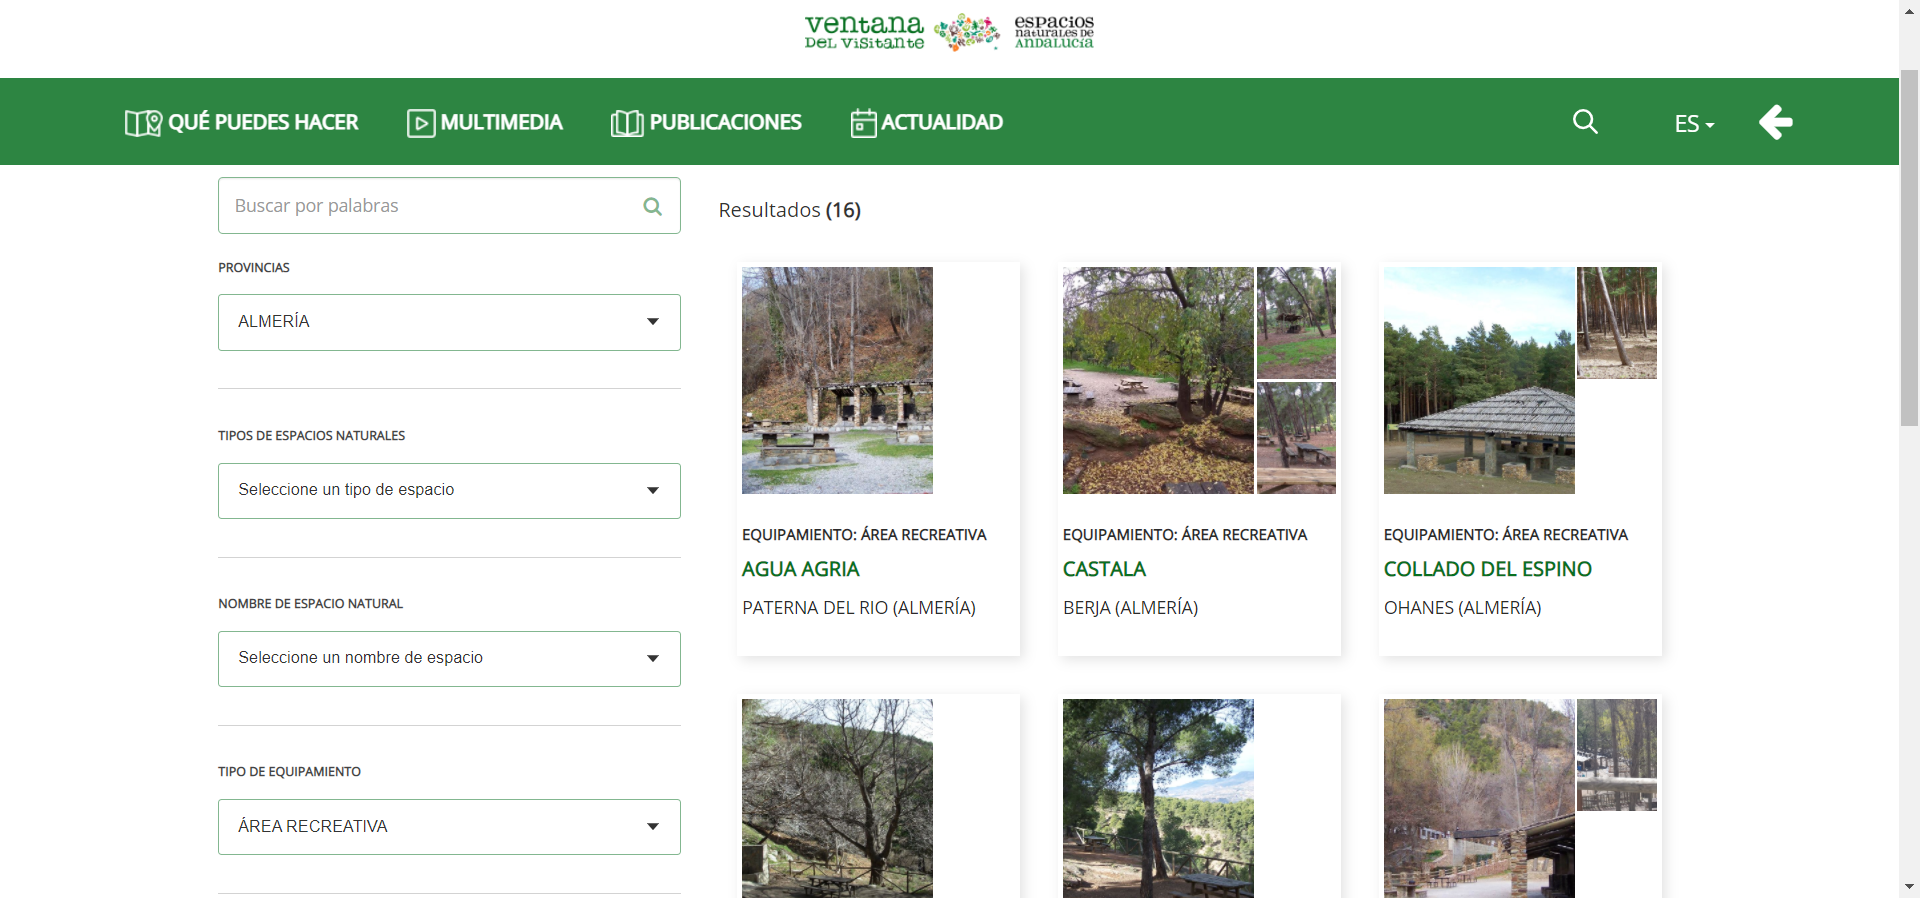 ventana
DEL VISITANTE
espacios
naturales de
ANDALUCÍA
QUÉ PUEDES HACER
MULTIMEDIA
PUBLICACIONES
ACTUALIDAD
ES
Buscar por palabras
Resultados (16)
PROVINCIAS
ALMERÍA
TIPOS DE ESPACIOS NATURALES
Seleccione un tipo de espacio
NOMBRE DE ESPACIO NATURAL
Seleccione un nombre de espacio
TIPO DE EQUIPAMIENTO
ÁREA RECREATIVA
EQUIPAMIENTO: ÁREA RECREATIVA
AGUA AGRIA
PATERNA DEL RIO (ALMERÍA)
EQUIPAMIENTO: ÁREA RECREATIVA
CASTALA
BERJA (ALMERÍA)
EQUIPAMIENTO: ÁREA RECREATIVA
COLLADO DEL ESPINO
OHANES (ALMERÍA)